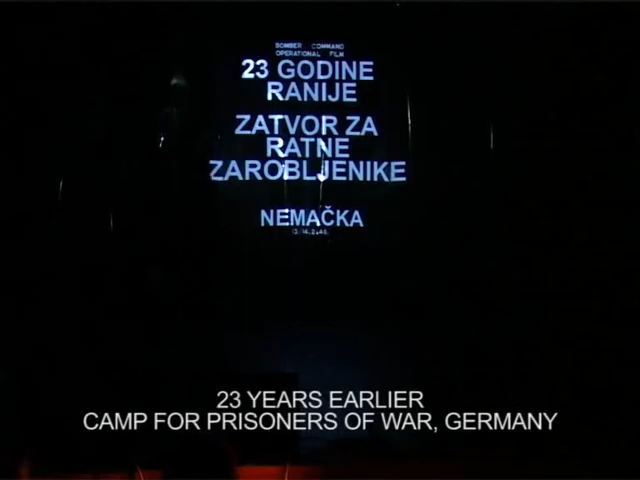 BOMBER COMMAND
OPERATIONAL FILM
23 GODINE
RANIJE
ZATVOR ZA
RATNE
ZAROBLJENIKE
NEMAČKA
23 YEARS EARLIER
CAMP FOR PRISONERS OF WAR, GERMANY